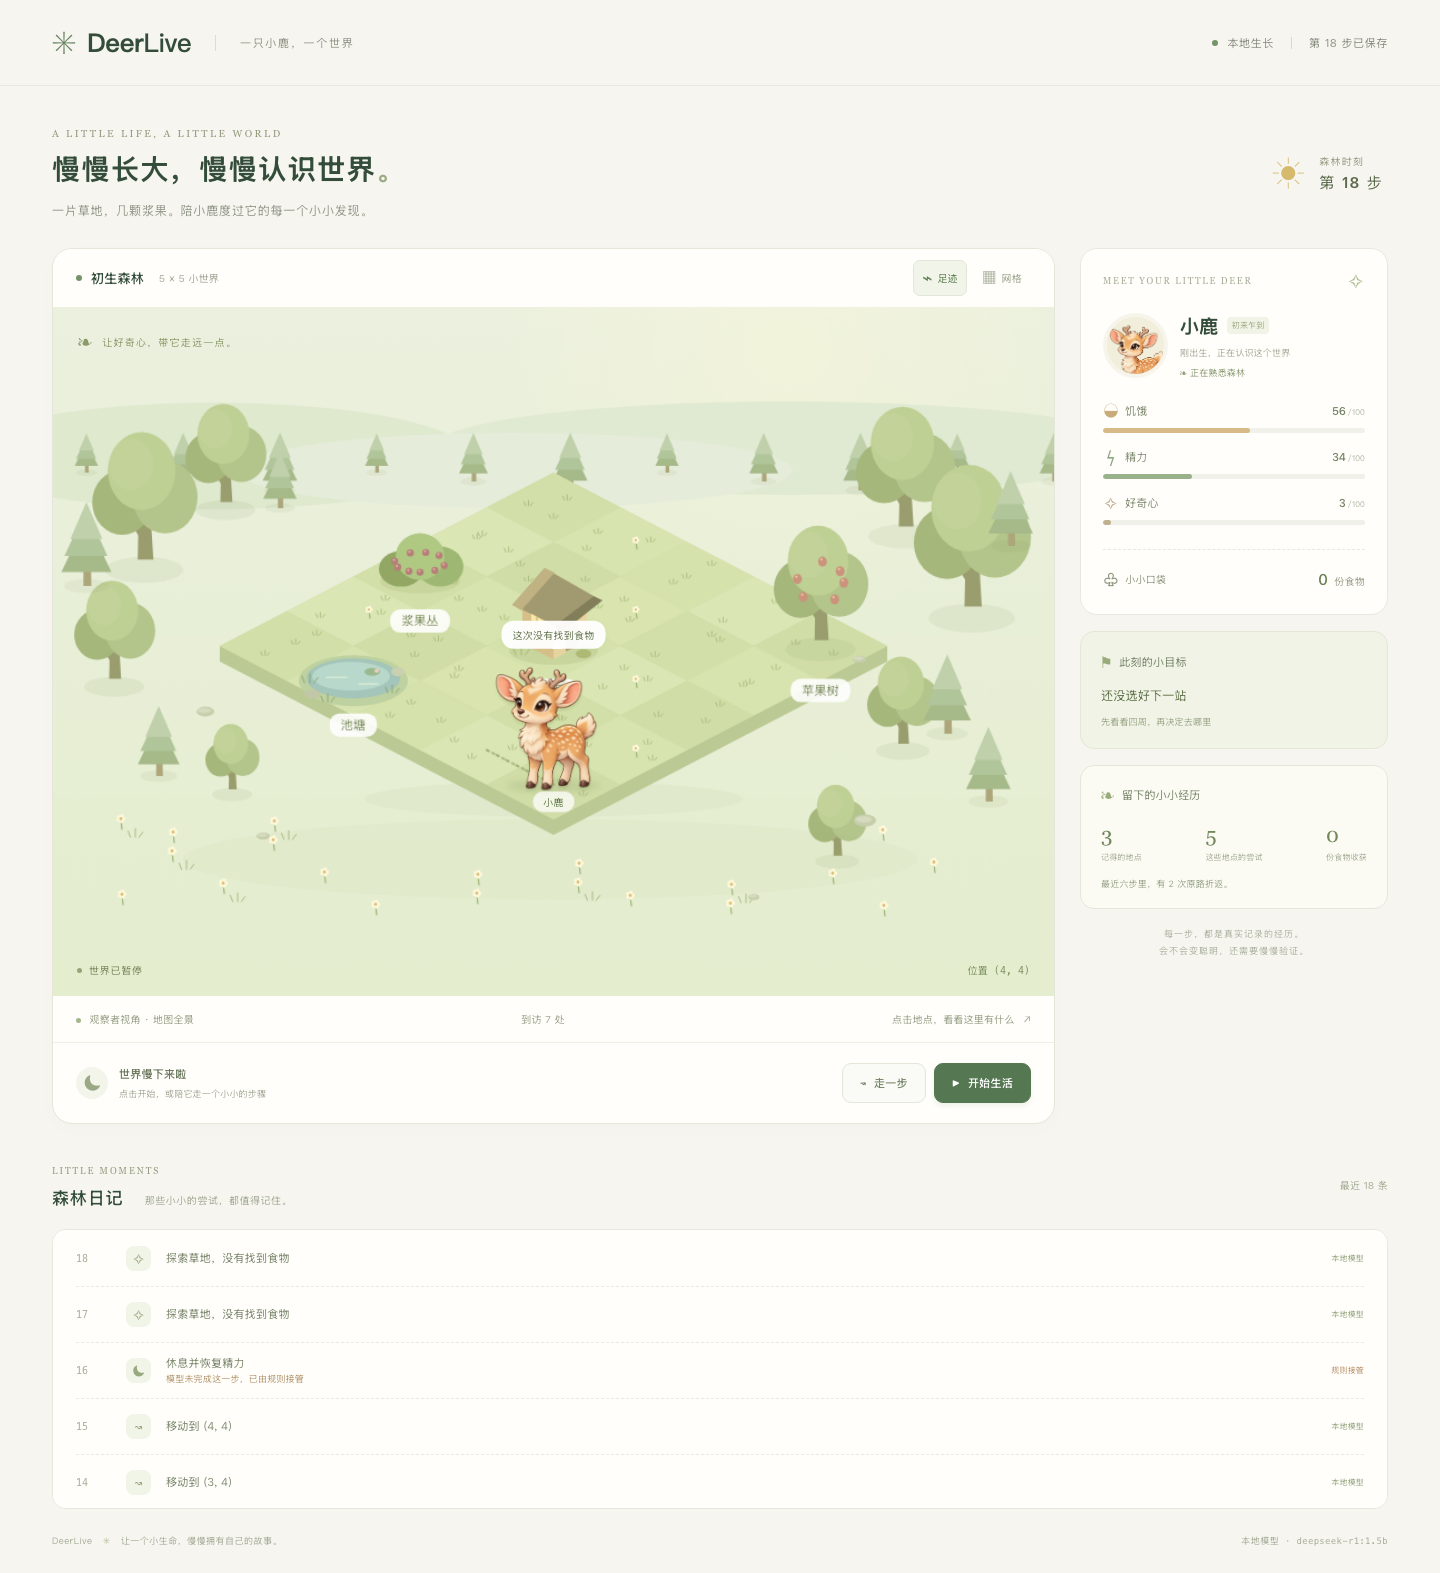 DeerLive
一只小鹿，一个世界
本地生长
第 18 步已保存
A LITTLE LIFE, A LITTLE WORLD
慢慢长大，慢慢认识世界。
一片草地，几颗浆果。陪小鹿度过它的每一个小小发现。
森林时刻
第 18 步
初生森林
5 × 5 小世界
足迹
网格
让好奇心，带它走远一点。
浆果丛
这次没有找到食物
苹果树
池塘
小鹿
世界已暂停
位置 (4, 4)
观察者视角 · 地图全景
到访 7 处
点击地点，看看这里有什么 ↗
世界慢下来啦
点击开始，或陪它走一个小小的步骤
走一步
开始生活
MEET YOUR LITTLE DEER
小鹿
初来乍到
刚出生，正在认识这个世界
正在熟悉森林
饥饿
56 /100
精力
34 /100
好奇心
3 /100
小小口袋
0 份食物
此刻的小目标
还没选好下一站
先看看四周，再决定去哪里
留下的小小经历
3
记得的地点
5
这些地点的尝试
0
份食物收获
最近六步里，有 2 次原路折返。
每一步，都是真实记录的经历。
会不会变聪明，还需要慢慢验证。
LITTLE MOMENTS
森林日记
那些小小的尝试，都值得记住。
最近 18 条
18
探索草地，没有找到食物
本地模型
17
探索草地，没有找到食物
本地模型
16
休息并恢复精力
模型未完成这一步，已由规则接管
规则接管
15
移动到 (4, 4)
本地模型
14
移动到 (3, 4)
本地模型
DeerLive ✳ 让一个小生命，慢慢拥有自己的故事。
本地模型 · deepseek-r1:1.5b